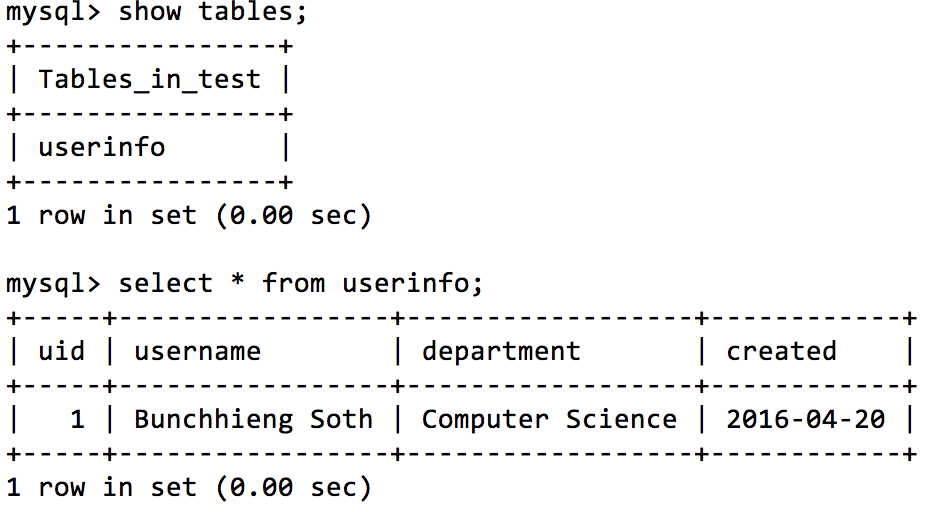 mysql> show tables;
+----------------+
| Tables_in_test |
+----------------+
| userinfo       |
+----------------+
1 row in set (0.00 sec)

mysql> select * from userinfo;
+-----+-----------------+------------------+------------+
| uid | username        | department       | created    |
+-----+-----------------+------------------+------------+
|   1 | Bunchhieng Soth | Computer Science | 2016-04-20 |
+-----+-----------------+------------------+------------+
1 row in set (0.00 sec)